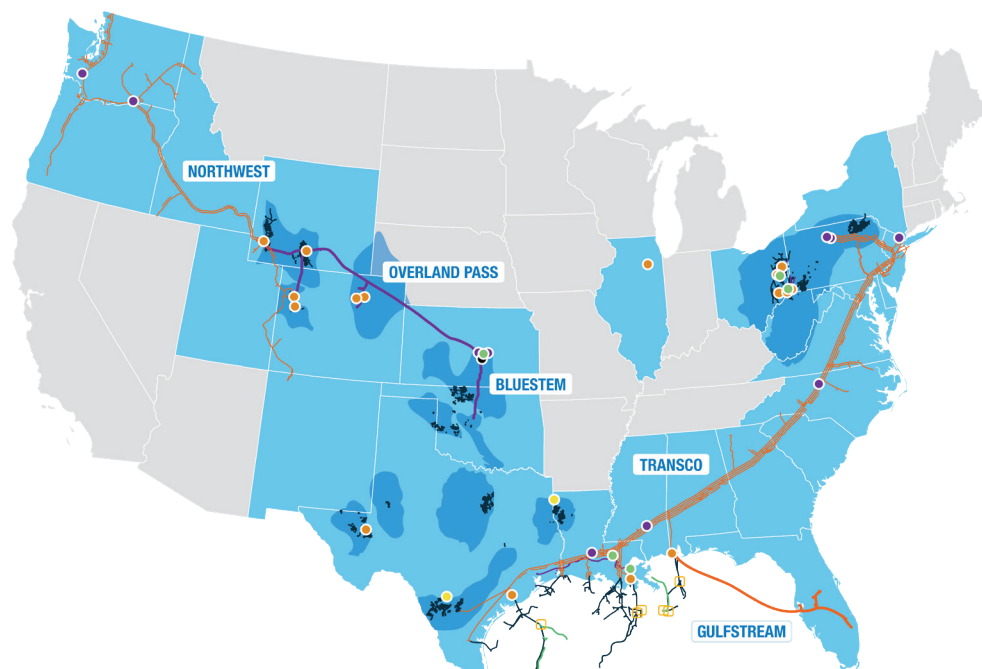 NORTHWEST
OVERLAND PASS
BLUESTEM
TRANSCO
GULFSTREAM